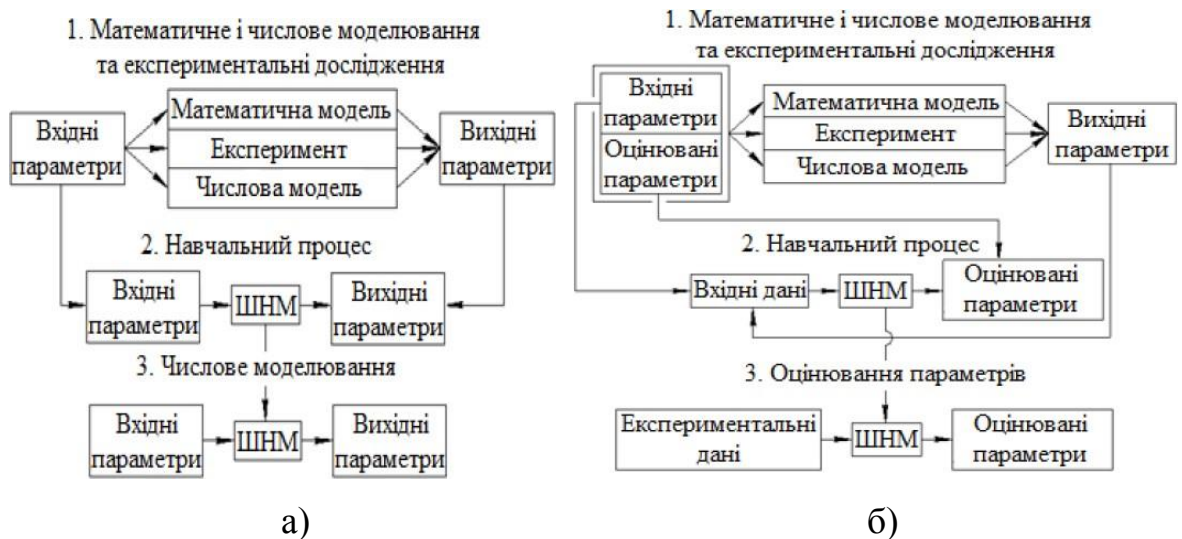 1. Математичне і числове моделювання
та експериментальні дослідження
Вхідні
параметри
Математична модель
Експеримент
Числова модель
Вихідні
параметри
2. Навчальний процес
Вхідні
параметри
ШНМ
Вихідні
параметри
3. Числове моделювання
Вхідні
параметри
ШНМ
Вихідні
параметри
а)
1. Математичне і числове моделювання
та експериментальні дослідження
Вхідні
параметри
Оцінювані
параметри
Математична модель
Експеримент
Числова модель
Вихідні
параметри
2. Навчальний процес
Вхідні дані
ШНМ
Оцінювані
параметри
3. Оцінювання параметрів
Експериментальні
дані
ШНМ
Оцінювані
параметри
б)